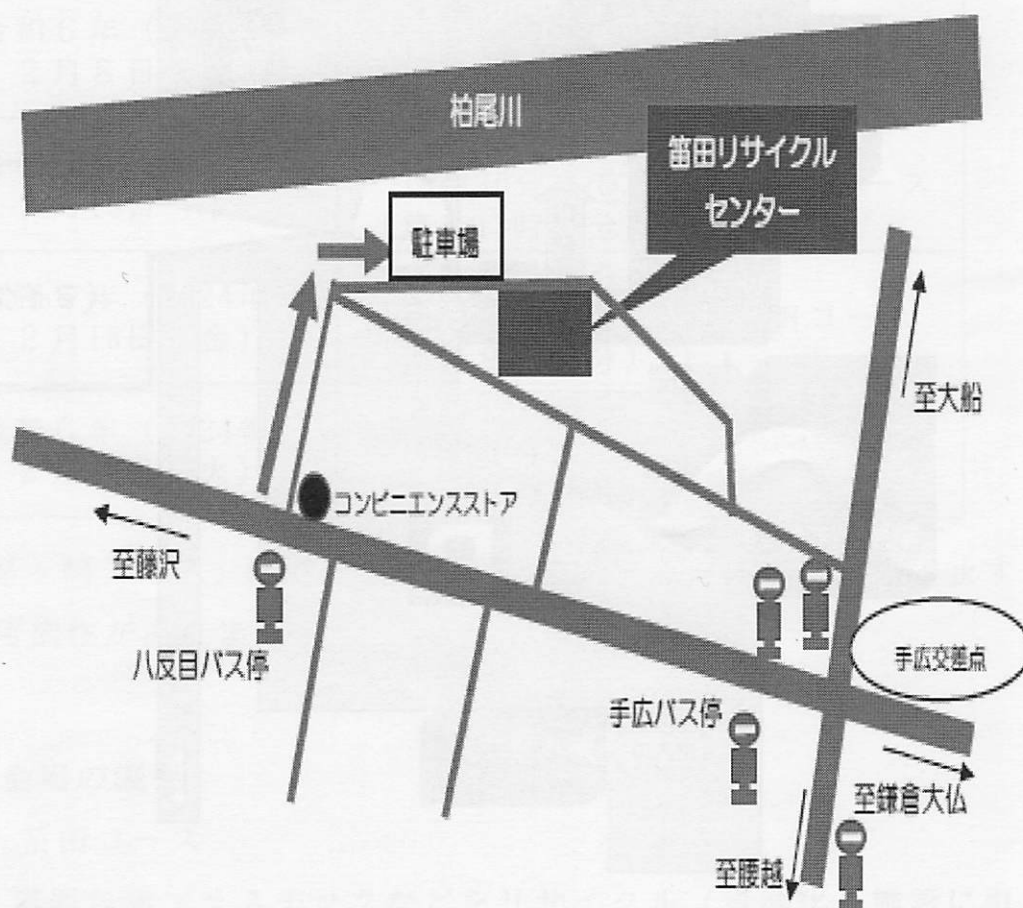 柏尾川
笛田リサイクル
センター
駐車場
至大船
コンビニエンスストア
至藤沢
八反目バス停
手広交差点
手広バス停
至鎌倉大仏
至腰越